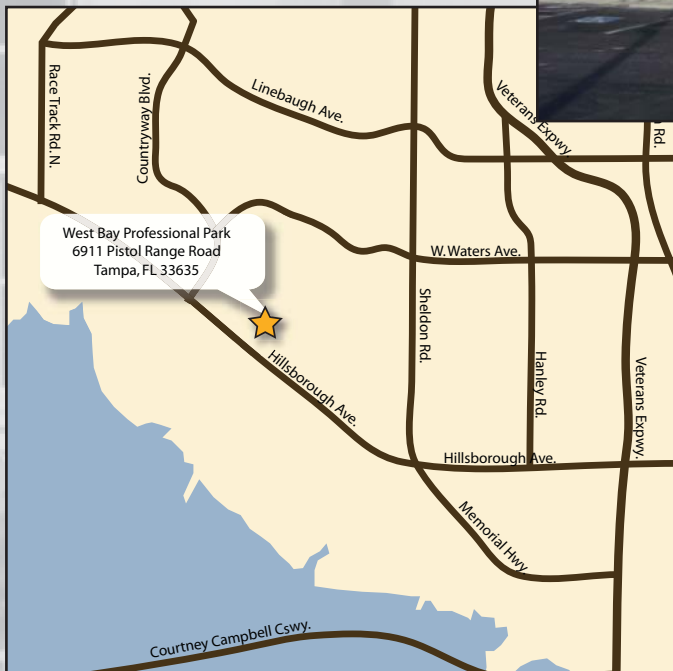 Race Track Rd. N.
Countryway Blvd.
Linebaugh Ave.
Veterans Expwy.
Rd.
West Bay Professional Park
6911 Pistol Range Road
Tampa, FL 33635
W. Waters Ave.
Sheldon Rd.
Hanley Rd.
Veterans Expwy.
Hillsborough Ave.
Hillsborough Ave.
Memorial Hwy.
Courtney Campbell Cswy.